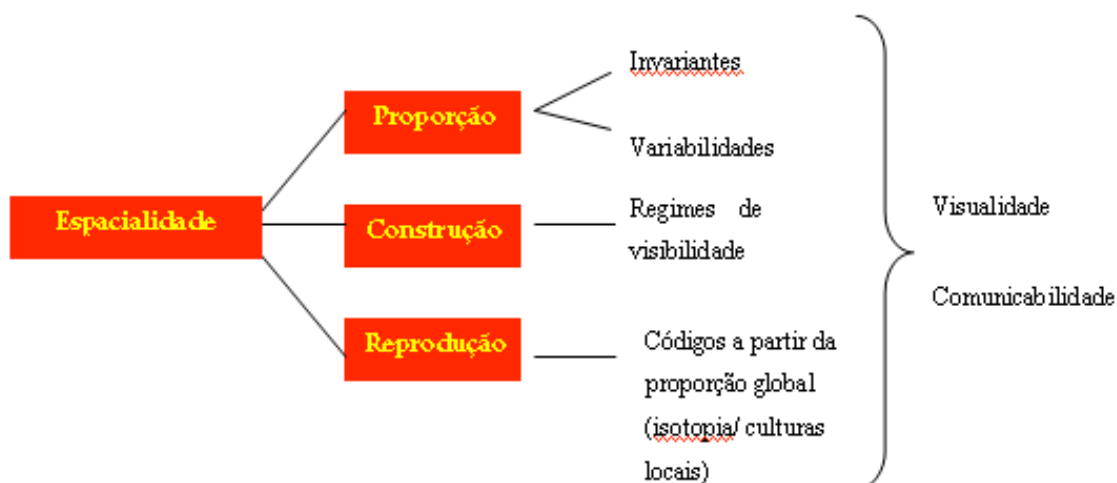 Espacialidade
Proporção
Invariantes
Variabilidades
Construção
Regimes de
visibilidade
Reprodução
Códigos a partir da
proporção global
(isotopia/ culturas
locais)
Visualidade
Comunicabilidade